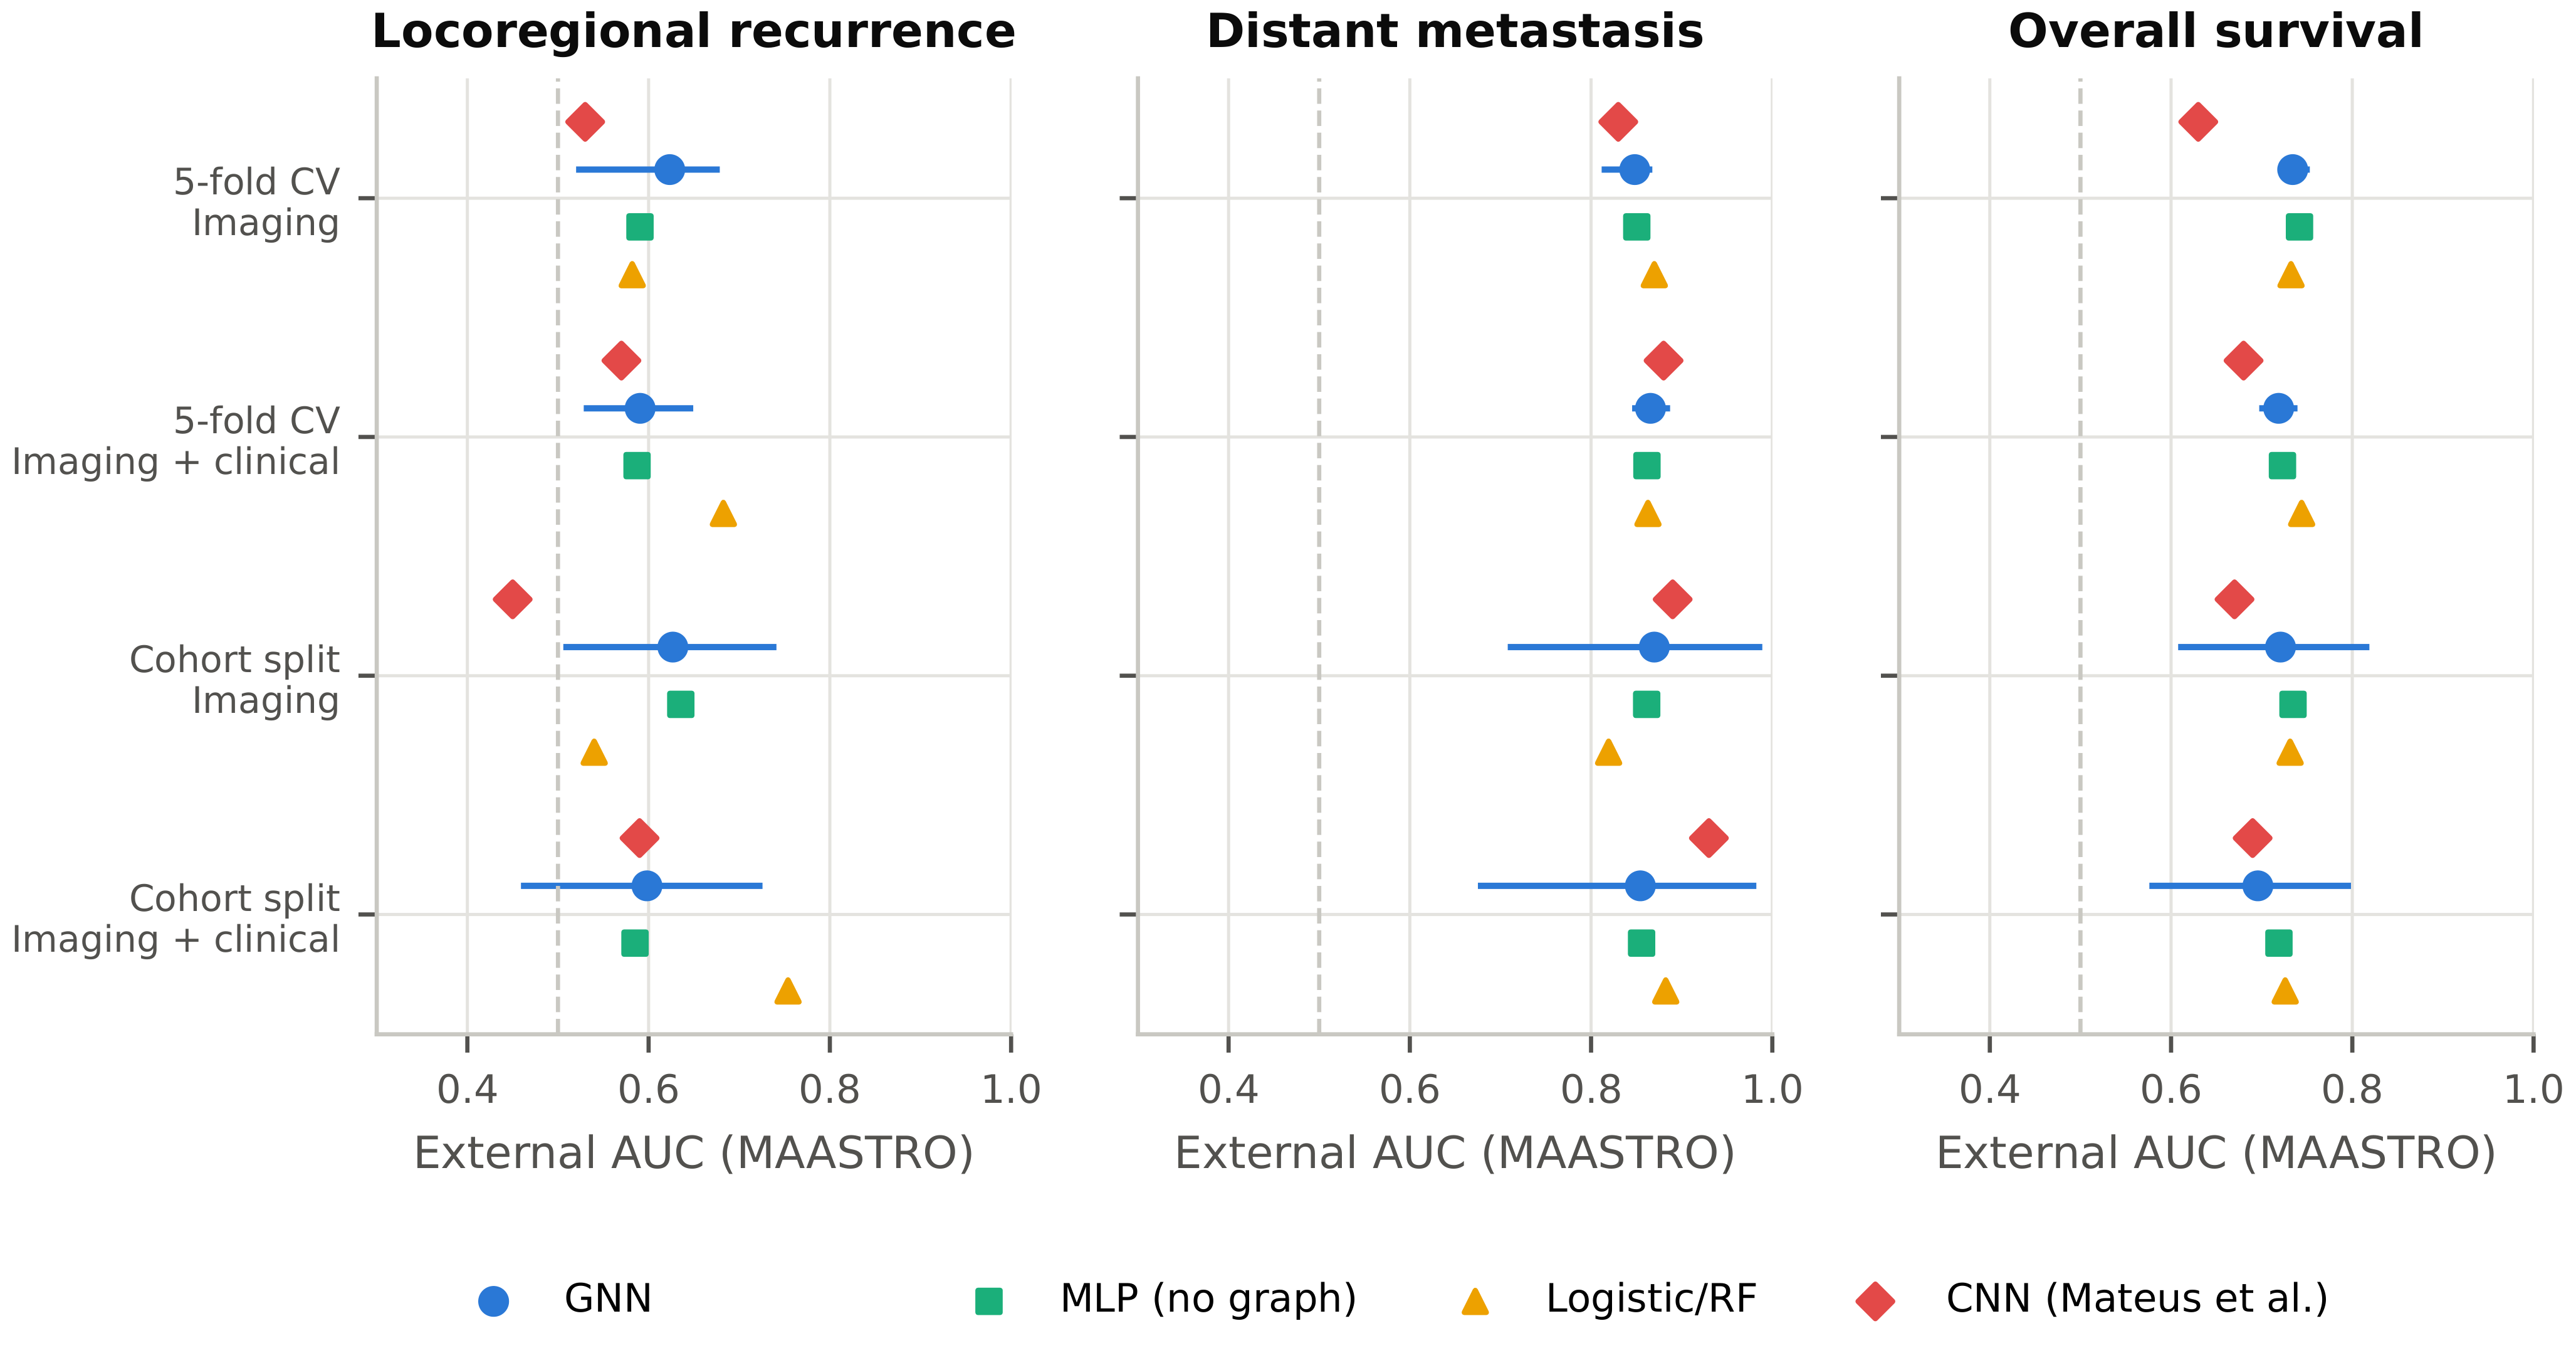 Locoregional recurrence
Distant metastasis
Overall survival
5-fold CV
Imaging
5-fold CV
Imaging + clinical
Cohort split
Imaging
Cohort split
Imaging + clinical
0.4 0.6 0.8 1.0
0.4 0.6 0.8 1.0
0.4 0.6 0.8 1.0
External AUC (MAASTRO)
External AUC (MAASTRO)
External AUC (MAASTRO)
GNN
MLP (no graph)
Logistic/RF
CNN (Mateus et al.)